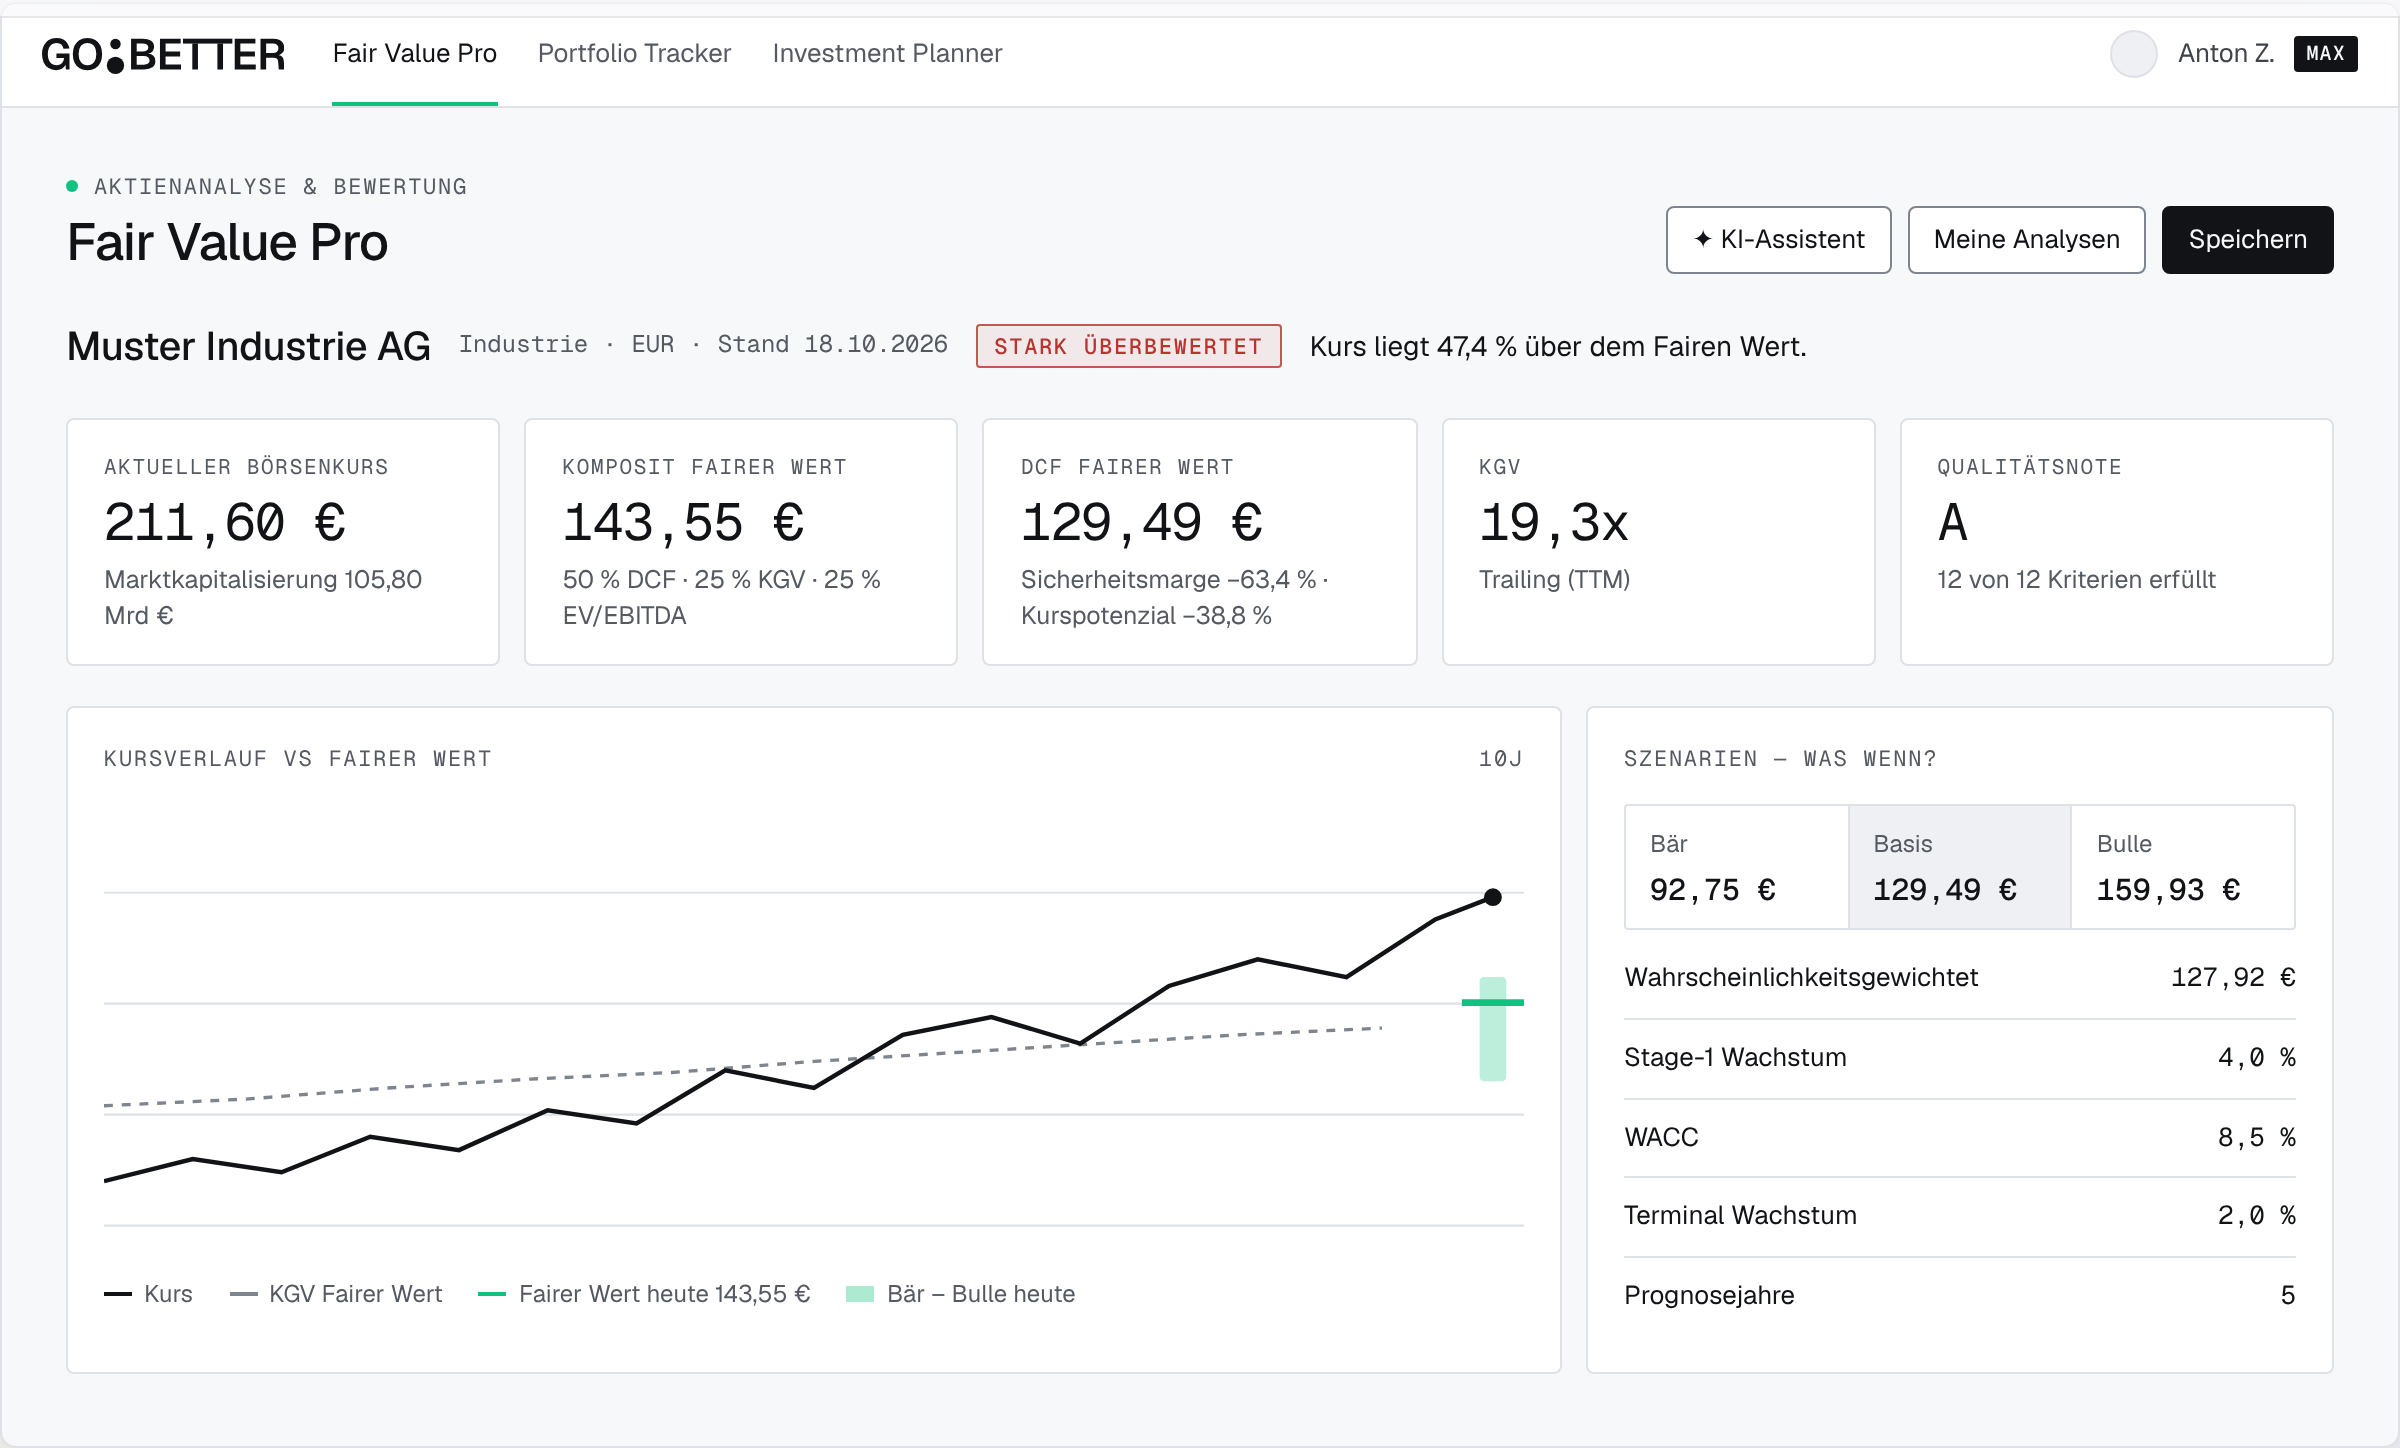 GO:BETTER
Fair Value Pro
Portfolio Tracker
Investment Planner
Anton Z.
MAX
AKTIENANALYSE & BEWERTUNG
Fair Value Pro
✦ KI-Assistent
Meine Analysen
Speichern
Muster Industrie AG
Industrie · EUR · Stand 18.10.2026
STARK ÜBERBEWERTET
Kurs liegt 47,4 % über dem Fairen Wert.
AKTUELLER BÖRSENKURS
211,60 €
Marktkapitalisierung 105,80
Mrd €
KOMPOSIT FAIRER WERT
143,55 €
50 % DCF · 25 % KGV · 25 %
EV/EBITDA
DCF FAIRER WERT
129,49 €
Sicherheitsmarge −63,4 % ·
Kurspotenzial −38,8 %
KGV
19,3x
Trailing (TTM)
QUALITÄTSNOTE
A
12 von 12 Kriterien erfüllt
KURSVERLAUF VS FAIRER WERT
10J
Kurs
KGV Fairer Wert
Fairer Wert heute 143,55 €
Bär – Bulle heute
SZENARIEN — WAS WENN?
Bär
92,75 €
Basis
129,49 €
Bulle
159,93 €
Wahrscheinlichkeitsgewichtet 127,92 €
Stage-1 Wachstum 4,0 %
WACC 8,5 %
Terminal Wachstum 2,0 %
Prognosejahre 5